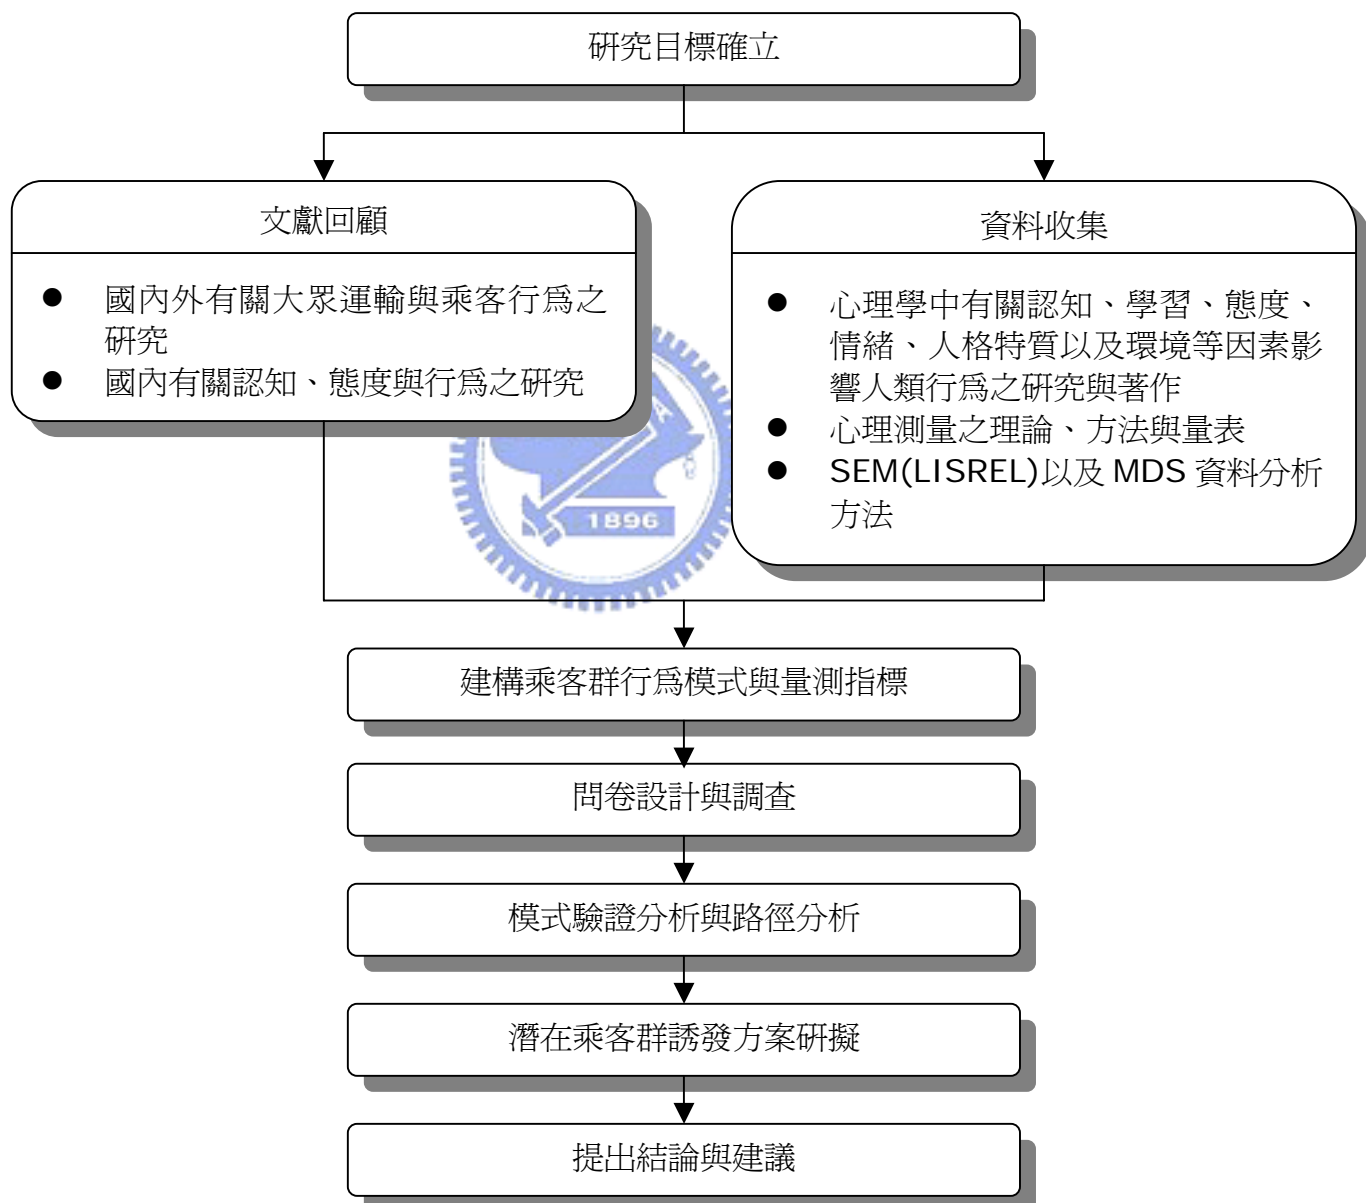 研究目標確立
文獻回顧
● 國內外有關大眾運輸與乘客行為之
研究
● 國內有關認知、態度與行為之研究
資料收集
● 心理學中有關認知、學習、態度、
情緒、人格特質以及環境等因素影
響人類行為之研究與著作
● 心理測量之理論、方法與量表
● SEM(LISREL)以及 MDS 資料分析
方法
1896
建構乘客群行為模式與量測指標
問卷設計與調查
模式驗證分析與路徑分析
潛在乘客群誘發方案研擬
提出結論與建議